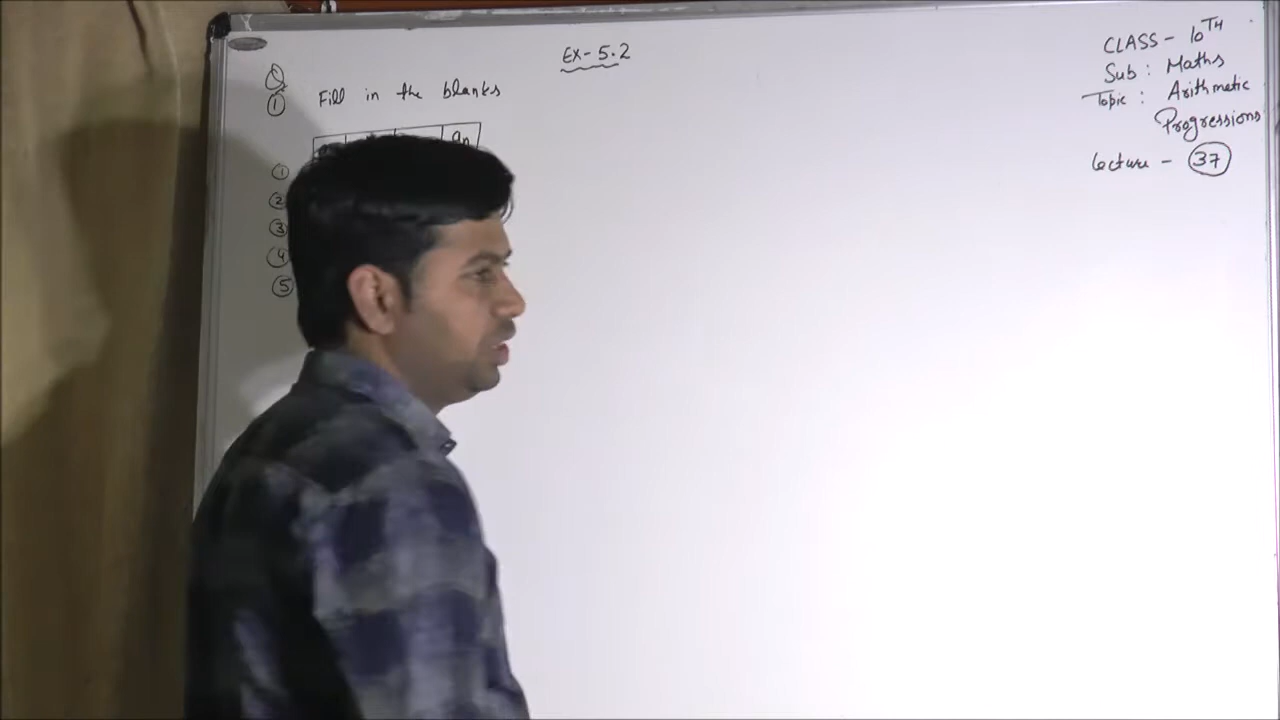 EX- 5.2
Q
① Fill in the blanks
an
①
②
③
④
⑤
CLASS - 10TH
Sub : Maths
Topic : Arithmetic
Progressions
Lecture - 37